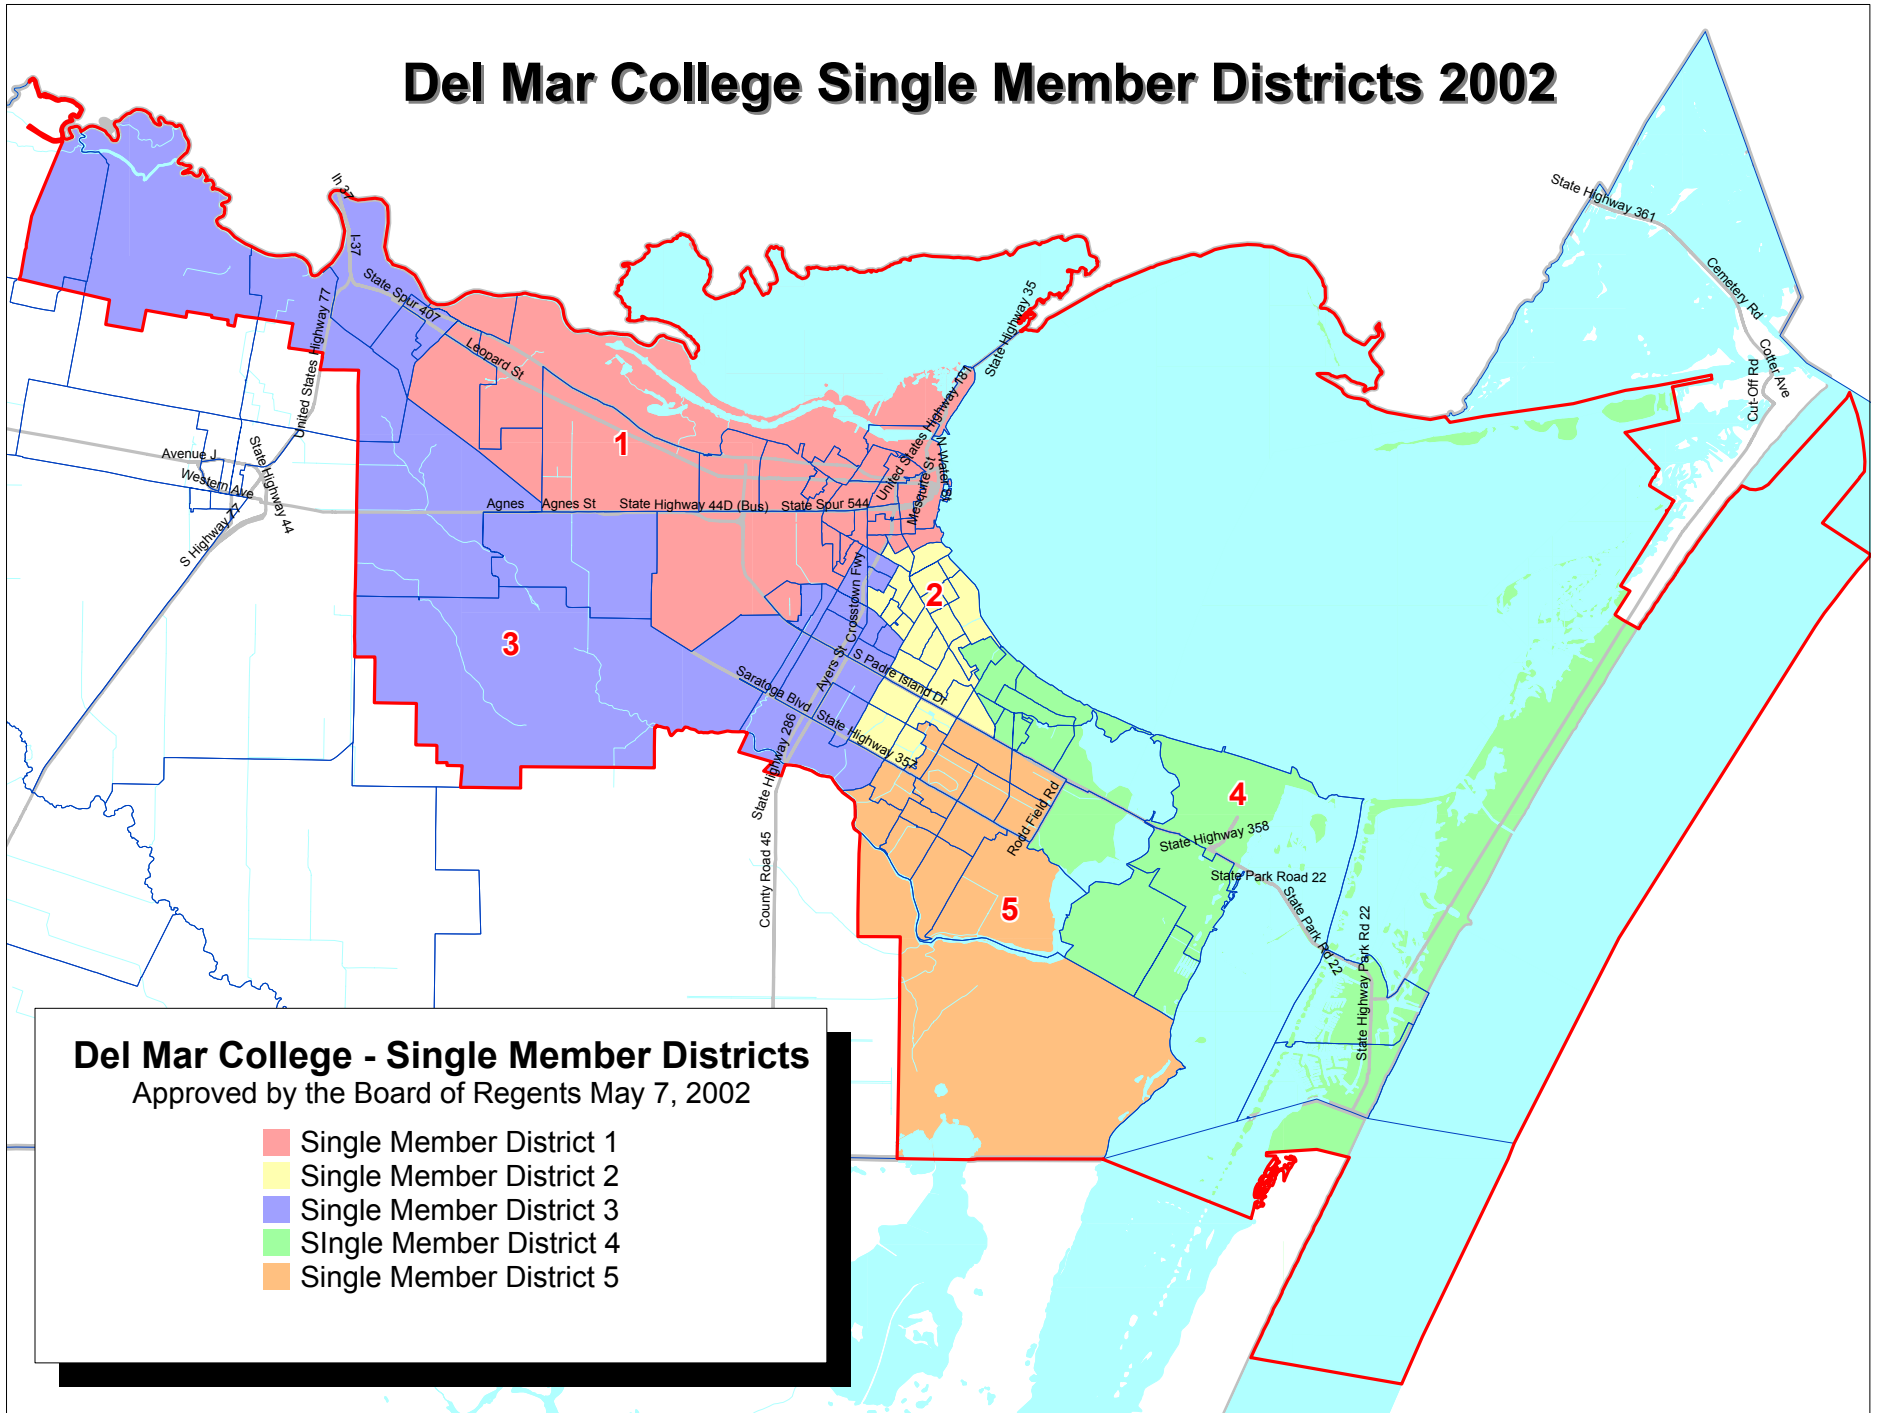 Del Mar College Single Member Districts 2002
Ih 37
I-37
State Spur 407
United States Highway 77
Leopard St
State Highway 35
State Highway 361
Cemetery Rd
Cotter Ave
Cut-Off Rd
United States Highway 181
N Water St
Mesquite St
1
Avenue J
Western Ave
State Highway 44
S Highway 77
Agnes
Agnes St
State Highway 44D (Bus)
State Spur 544
Crosstown Fwy
2
3
Ayers St
S Padre Island Dr
Saratoga Blvd
State Highway 357
State Highway 286
County Road 45
Rodd Field Rd
4
State Highway 358
State Park Road 22
State Park Rd 22
State Highway Park Rd 22
5
Del Mar College - Single Member Districts
Approved by the Board of Regents May 7, 2002
Single Member District 1
Single Member District 2
Single Member District 3
SIngle Member District 4
Single Member District 5